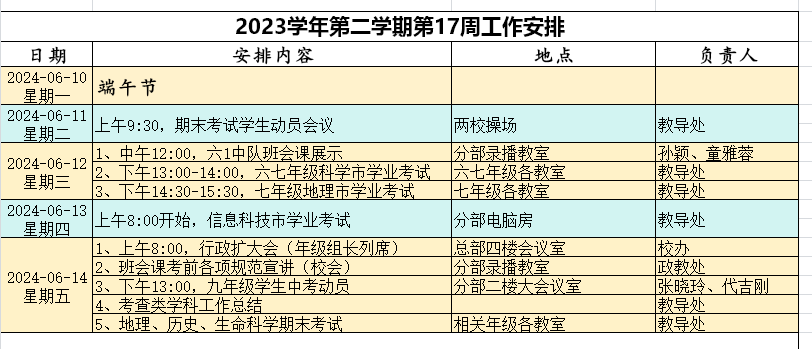 2023学年第二学期第17周工作安排
日期 安排内容 地点 负责人
2024-06-10
星期一
端午节
2024-06-11
星期二
上午9:30，期末考试学生动员会议 两校操场 教导处
2024-06-12
星期三
1、中午12:00，六1中队班会课展示 分部录播教室 孙颖、童雅蓉
2、下午13:00-14:00，六七年级科学市学业考试 六七年级各教室 教导处
3、下午14:30-15:30，七年级地理市学业考试 七年级各教室 教导处
2024-06-13
星期四
上午8:00开始，信息科技市学业考试 分部电脑房 教导处
2024-06-14
星期五
1、上午8:00，行政扩大会（年级组长列席） 总部四楼会议室 校办
2、班会课考前各项规范宣讲（校会） 分部录播教室 政教处
3、下午13:00，九年级学生中考动员 分部二楼大会议室 张晓玲、代吉刚
4、考查类学科工作总结 教导处
5、地理、历史、生命科学期末考试 相关年级各教室 教导处